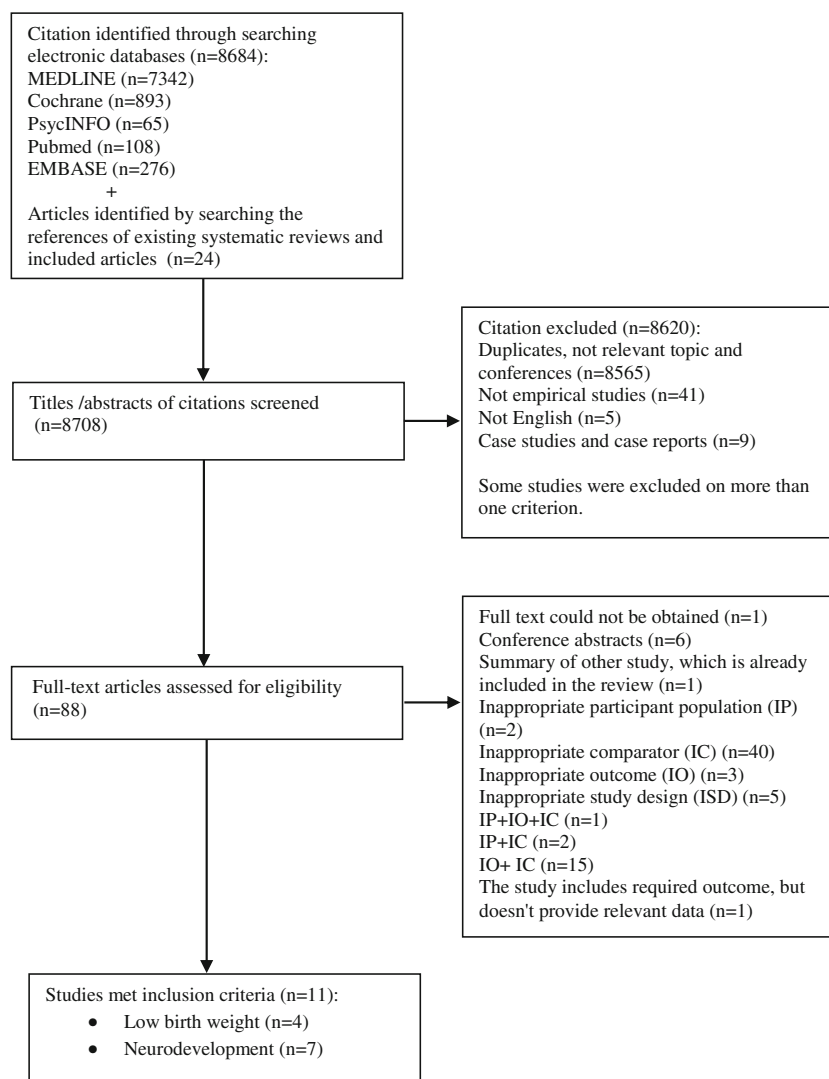 Citation identified through searching
electronic databases (n=8684):
MEDLINE (n=7342)
Cochrane (n=893)
PsycINFO (n=65)
Pubmed (n=108)
EMBASE (n=276)
+
Articles identified by searching the
references of existing systematic reviews and
included articles (n=24)
Citation excluded (n=8620):
Duplicates, not relevant topic and
conferences (n=8565)
Not empirical studies (n=41)
Not English (n=5)
Case studies and case reports (n=9)
Some studies were excluded on more than
one criterion.
Titles /abstracts of citations screened
(n=8708)
Full text could not be obtained (n=1)
Conference abstracts (n=6)
Summary of other study, which is already
included in the review (n=1)
Inappropriate participant population (IP)
(n=2)
Inappropriate comparator (IC) (n=40)
Inappropriate outcome (IO) (n=3)
Inappropriate study design (ISD) (n=5)
IP+IO+IC (n=1)
IP+IC (n=2)
IO+ IC (n=15)
The study includes required outcome, but
doesn't provide relevant data (n=1)
Full-text articles assessed for eligibility
(n=88)
Studies met inclusion criteria (n=11):
● Low birth weight (n=4)
● Neurodevelopment (n=7)